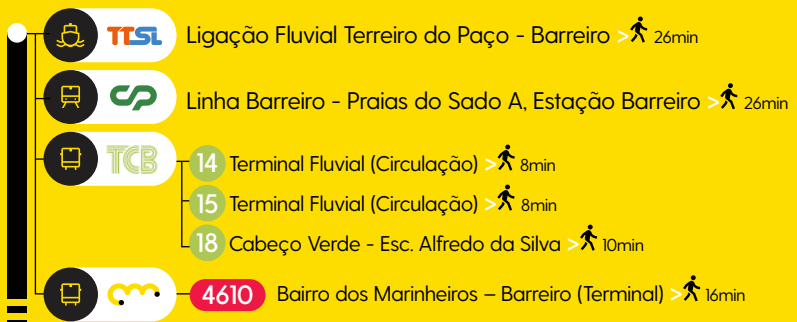 TTSL Ligação Fluvial Terreiro do Paço - Barreiro > 26min
CP Linha Barreiro - Praias do Sado A, Estação Barreiro > 26min
TCB 14 Terminal Fluvial (Circulação) > 8min
15 Terminal Fluvial (Circulação) > 8min
18 Cabeço Verde - Esc. Alfredo da Silva > 10min
cm 4610 Bairro dos Marinheiros – Barreiro (Terminal) > 16min